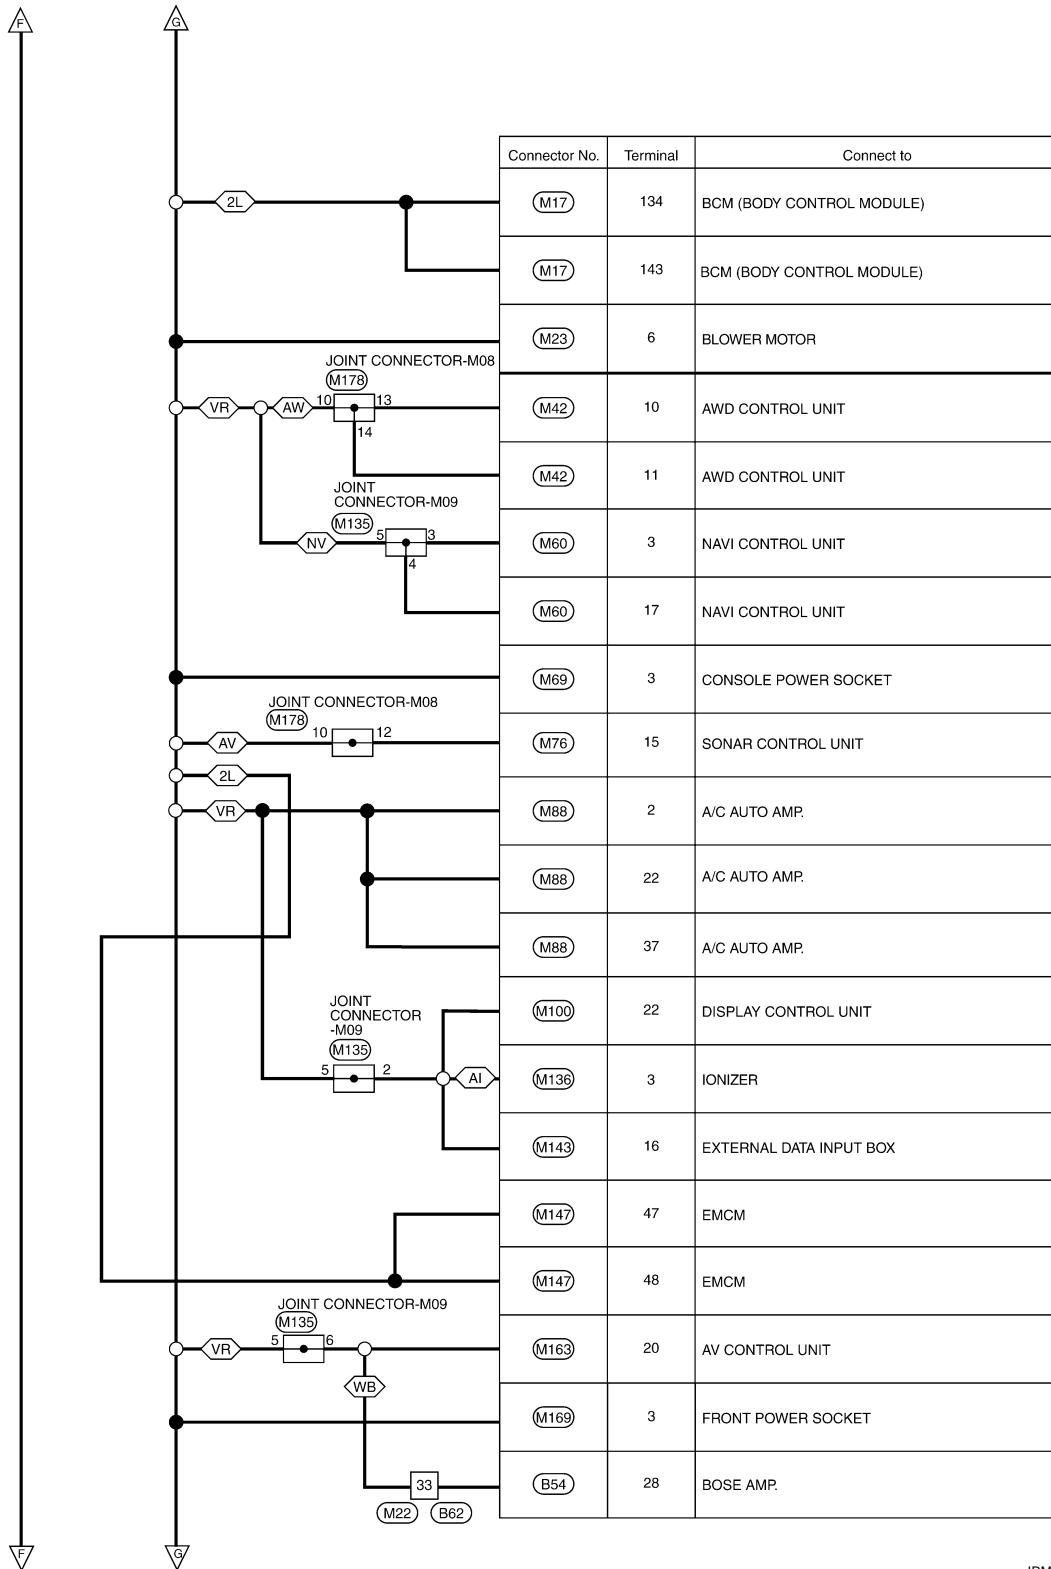 F
G
Connector No. Terminal Connect to
2L M17 134 BCM (BODY CONTROL MODULE)
M17 143 BCM (BODY CONTROL MODULE)
M23 6 BLOWER MOTOR
JOINT CONNECTOR-M08
M178
VR AW 10 13 M42 10 AWD CONTROL UNIT
14
M42 11 AWD CONTROL UNIT
JOINT
CONNECTOR-M09
M135
NV 5 3 M60 3 NAVI CONTROL UNIT
4
M60 17 NAVI CONTROL UNIT
M69 3 CONSOLE POWER SOCKET
JOINT CONNECTOR-M08
M178
AV 10 12 M76 15 SONAR CONTROL UNIT
2L
VR M88 2 A/C AUTO AMP.
M88 22 A/C AUTO AMP.
M88 37 A/C AUTO AMP.
JOINT
CONNECTOR
-M09
M135
M100 22 DISPLAY CONTROL UNIT
5 2 AI M136 3 IONIZER
M143 16 EXTERNAL DATA INPUT BOX
M147 47 EMCM
M147 48 EMCM
JOINT CONNECTOR-M09
M135
VR 5 6 M163 20 AV CONTROL UNIT
WB
M169 3 FRONT POWER SOCKET
33 B54 28 BOSE AMP.
M22 B62
F
G